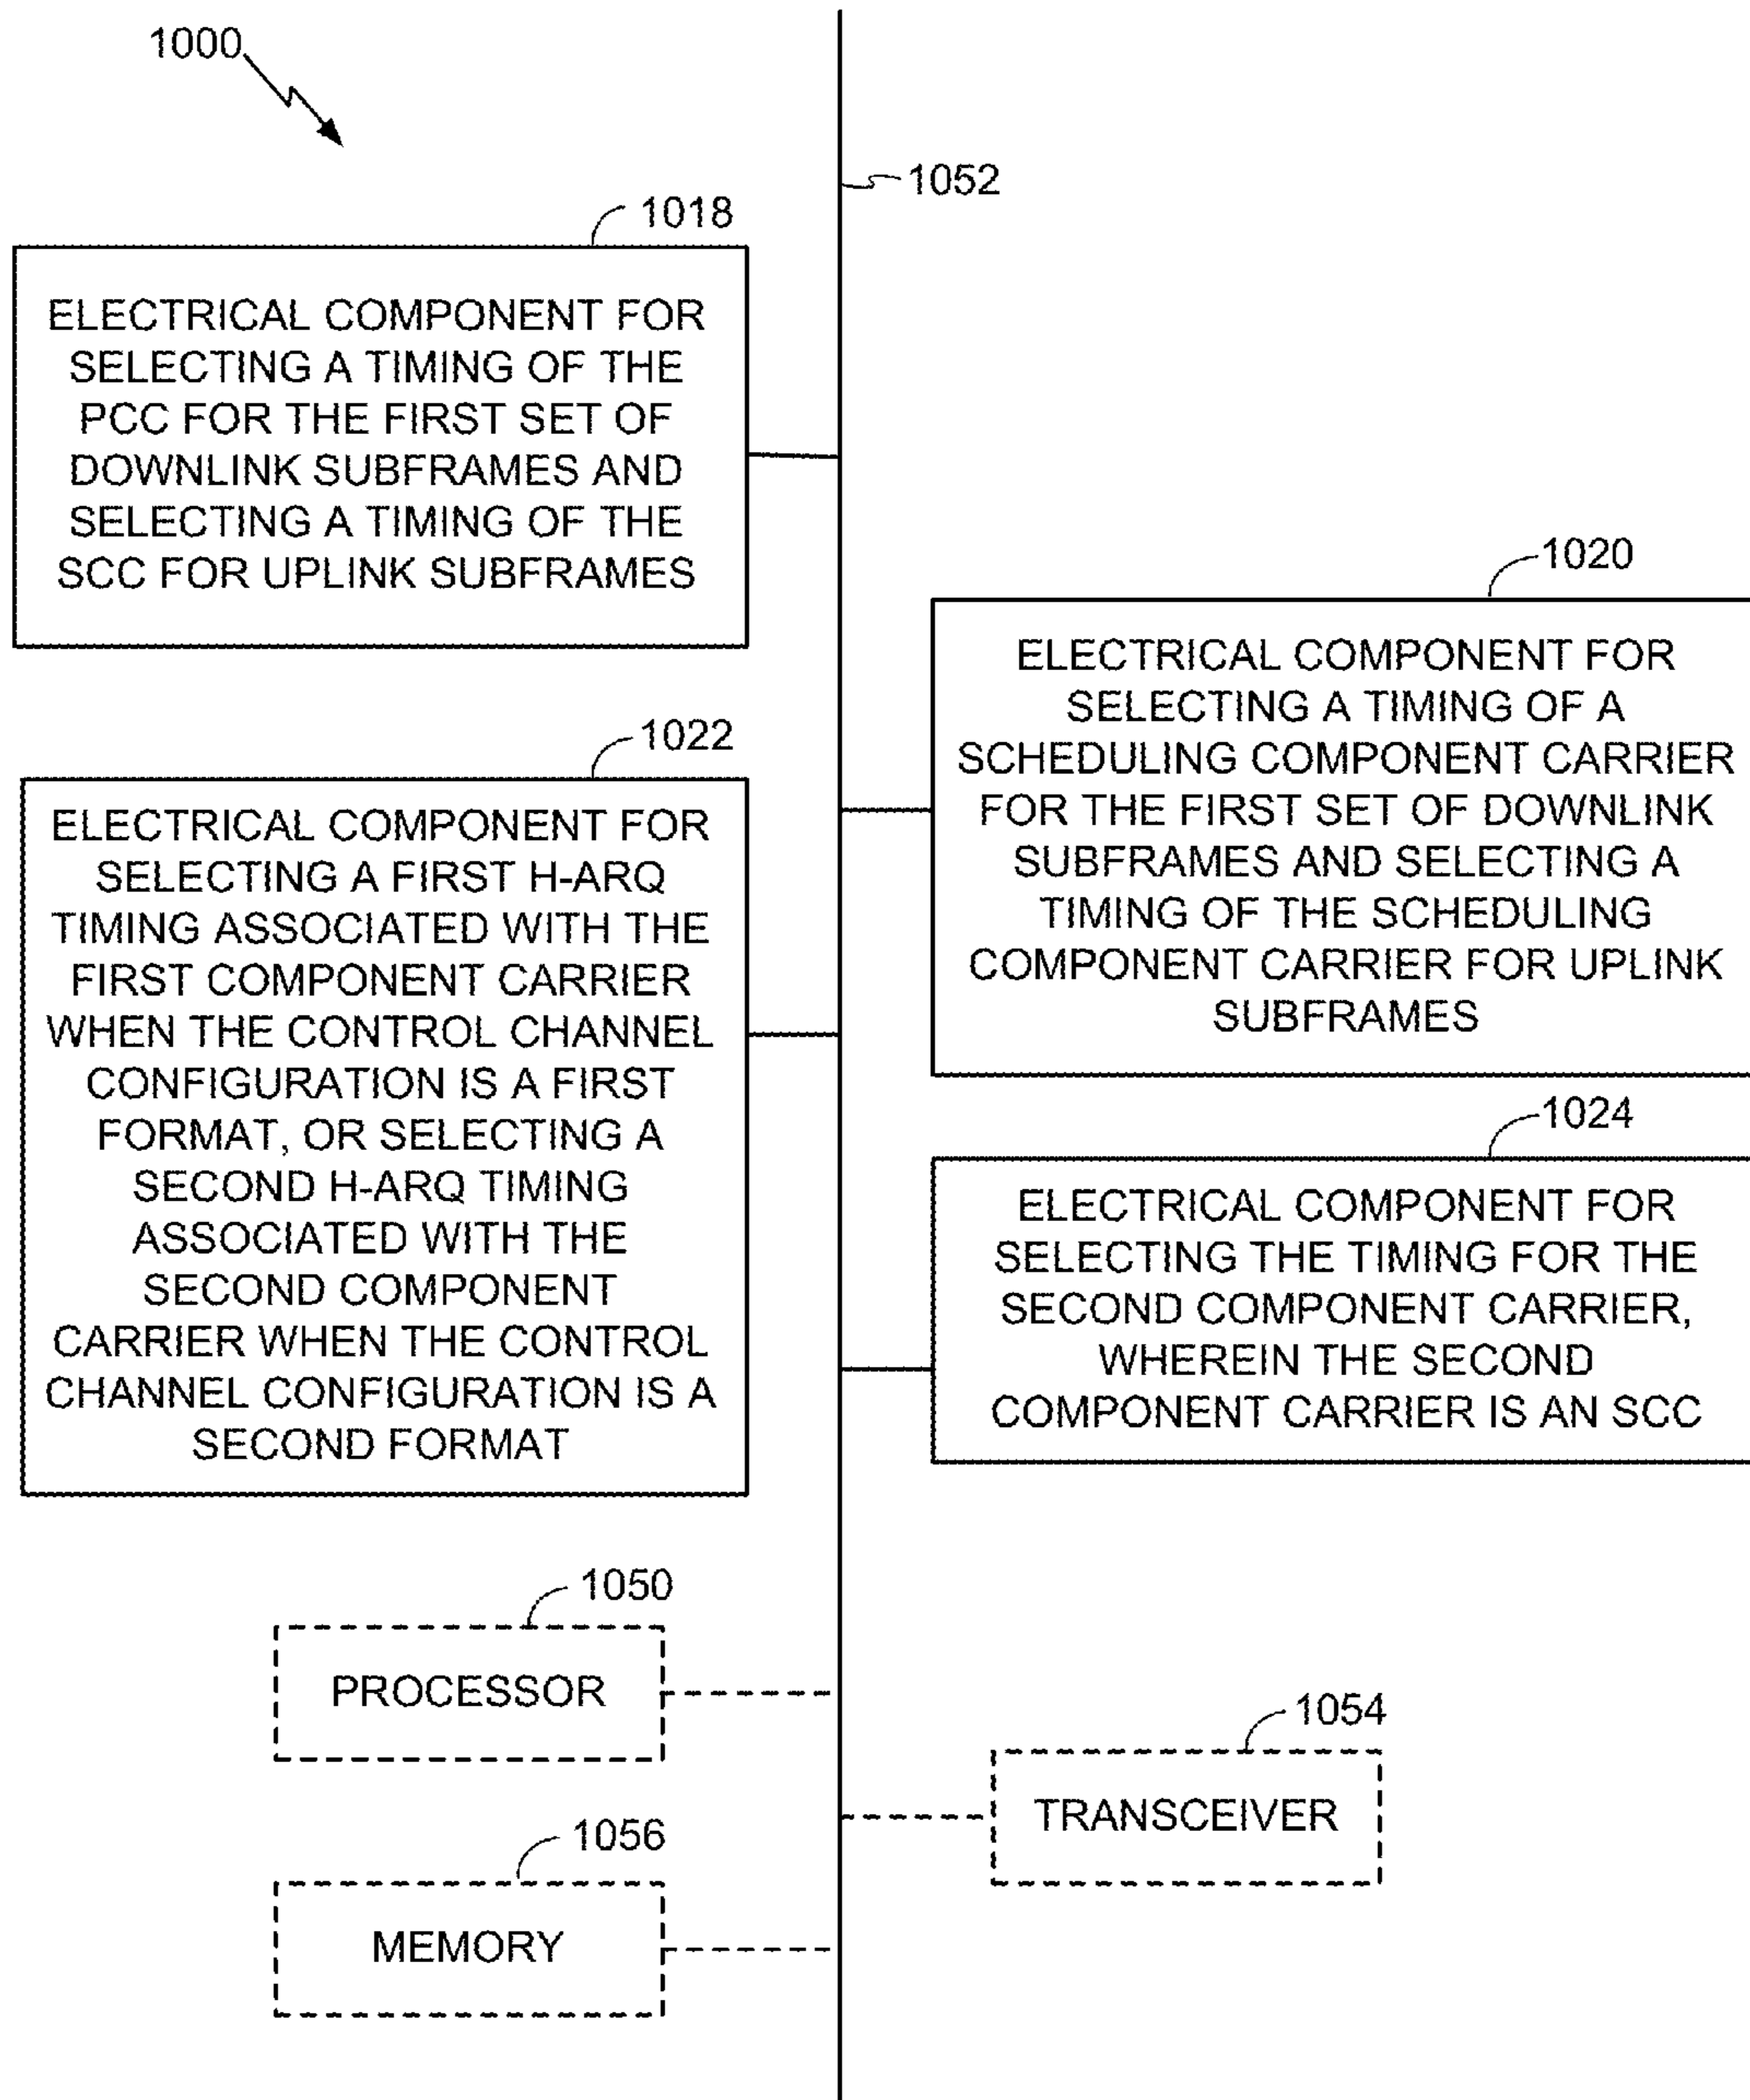 1000
1052
1018
ELECTRICAL COMPONENT FOR
SELECTING A TIMING OF THE
PCC FOR THE FIRST SET OF
DOWNLINK SUBFRAMES AND
SELECTING A TIMING OF THE
SCC FOR UPLINK SUBFRAMES
1020
ELECTRICAL COMPONENT FOR
SELECTING A TIMING OF A
SCHEDULING COMPONENT CARRIER
FOR THE FIRST SET OF DOWNLINK
SUBFRAMES AND SELECTING A
TIMING OF THE SCHEDULING
COMPONENT CARRIER FOR UPLINK
SUBFRAMES
1022
ELECTRICAL COMPONENT FOR
SELECTING A FIRST H-ARQ
TIMING ASSOCIATED WITH THE
FIRST COMPONENT CARRIER
WHEN THE CONTROL CHANNEL
CONFIGURATION IS A FIRST
FORMAT, OR SELECTING A
SECOND H-ARQ TIMING
ASSOCIATED WITH THE
SECOND COMPONENT
CARRIER WHEN THE CONTROL
CHANNEL CONFIGURATION IS A
SECOND FORMAT
1024
ELECTRICAL COMPONENT FOR
SELECTING THE TIMING FOR THE
SECOND COMPONENT CARRIER,
WHEREIN THE SECOND
COMPONENT CARRIER IS AN SCC
1050
PROCESSOR
1054
TRANSCEIVER
1056
MEMORY